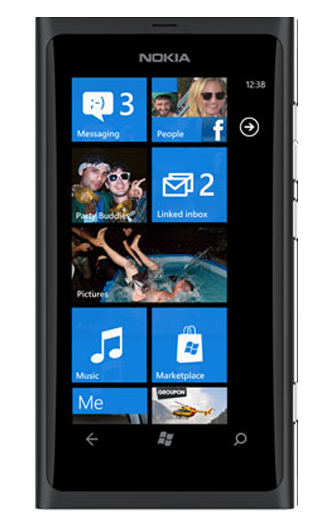 NOKIA
12:38
3
Messaging
People
f
Party Buddies
2
Linked inbox
Pictures
Music
Marketplace
Me
GROUPON